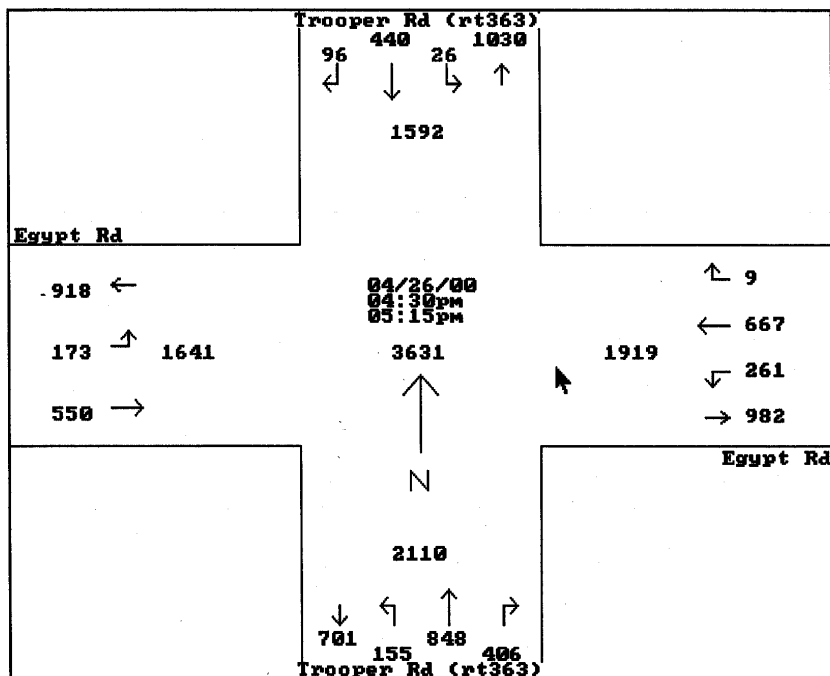 Trooper Rd (rt363)
96 440 26 1030
1592
Egypt Rd
918
9
04/26/00
04:30pm
05:15pm
667
173 1641 3631 1919
261
550
982
Egypt Rd
N
2110
701 155 848 406
Trooper Rd (rt363)